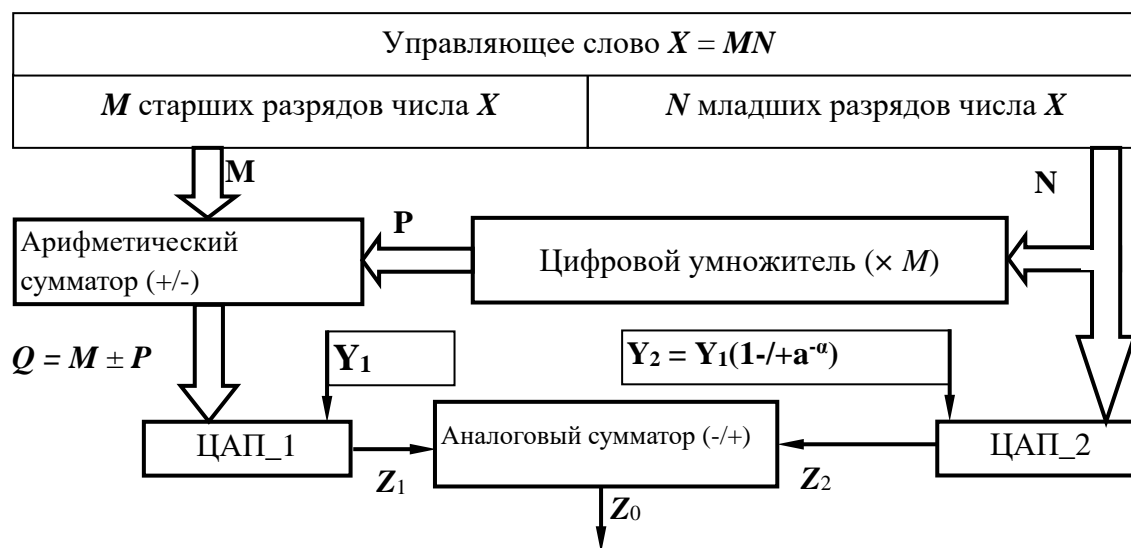 Управляющее слово X = MN
M старших разрядов числа X
N младших разрядов числа X
M
N
P
Арифметический
сумматор (+/-)
Цифровой умножитель (× M)
Q = M ± P
Y₁
Y₂ = Y₁(1-/+a⁻ᵅ)
ЦАП_1
Аналоговый сумматор (-/+)
ЦАП_2
Z₁
Z₂
Z₀